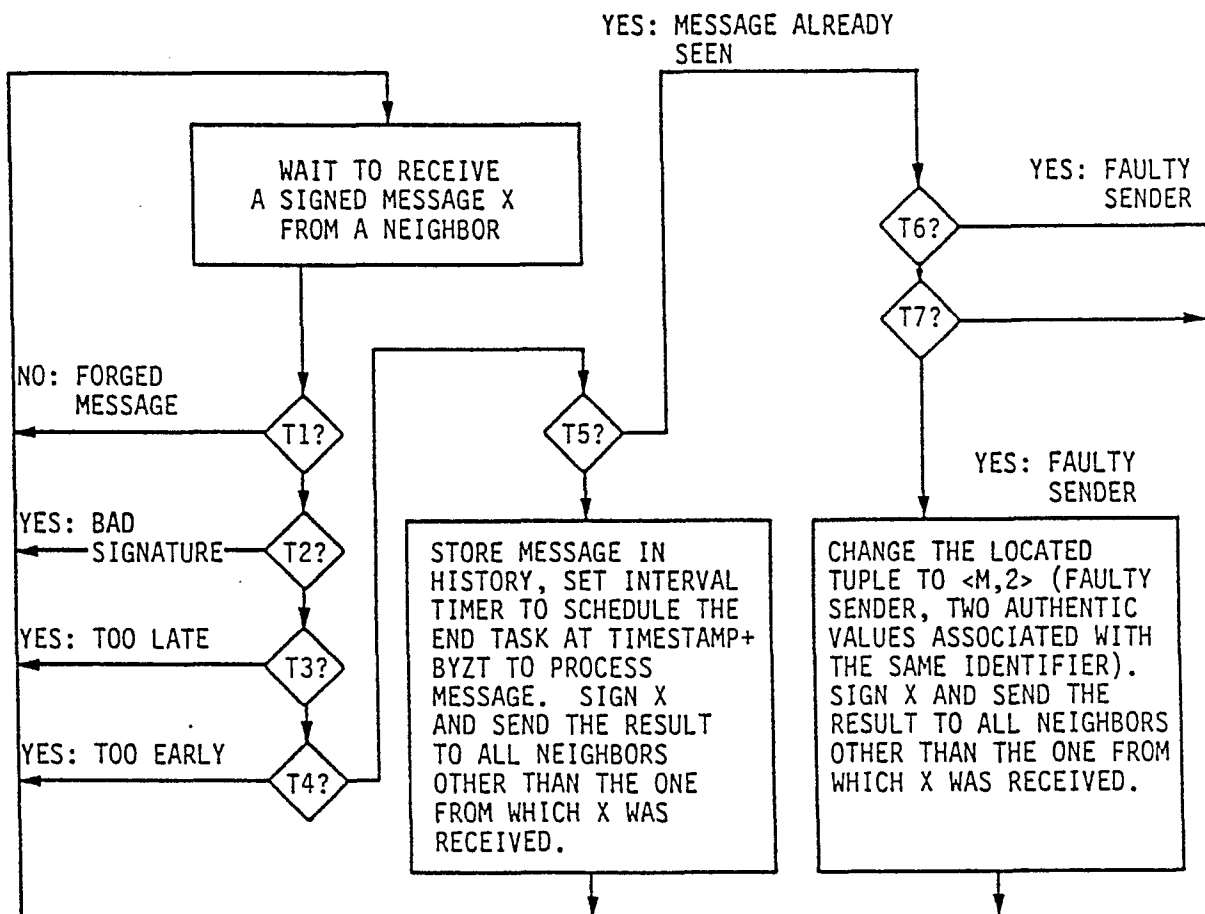 YES: MESSAGE ALREADY
SEEN
WAIT TO RECEIVE
A SIGNED MESSAGE X
FROM A NEIGHBOR
YES: FAULTY
SENDER
T6?
T7?
NO: FORGED
MESSAGE
T1?
T5?
YES: FAULTY
SENDER
YES: BAD
SIGNATURE
T2?
YES: TOO LATE
T3?
YES: TOO EARLY
T4?
STORE MESSAGE IN
HISTORY, SET INTERVAL
TIMER TO SCHEDULE THE
END TASK AT TIMESTAMP+
BYZT TO PROCESS
MESSAGE. SIGN X
AND SEND THE RESULT
TO ALL NEIGHBORS
OTHER THAN THE ONE
FROM WHICH X WAS
RECEIVED.
CHANGE THE LOCATED
TUPLE TO <M,2> (FAULTY
SENDER, TWO AUTHENTIC
VALUES ASSOCIATED WITH
THE SAME IDENTIFIER).
SIGN X AND SEND THE
RESULT TO ALL NEIGHBORS
OTHER THAN THE ONE FROM
WHICH X WAS RECEIVED.